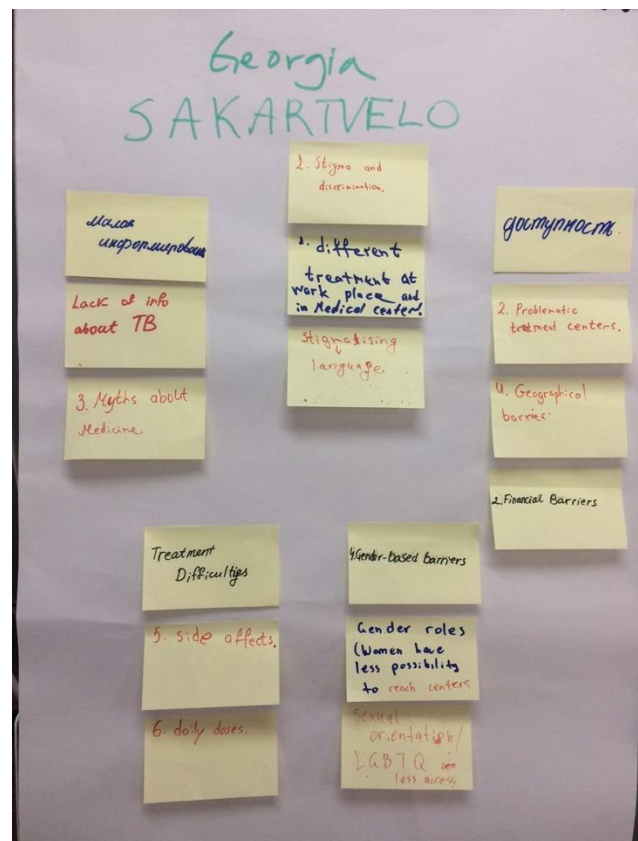 Georgia
SAKARTVELO
малая
информирован
Lack of info
about TB
3. Myths about
Medicine.
1. Stigma and
discrimination.
3. different
treatment at
work place and
in Medical center.
Stigmatising
language.
доступность.
2. Problematic
treatment centers.
4. Geographical
barrier.
2. Financial Barriers
Treatment
Difficulties
5. side affects.
6. daily doses.
4. Gender-based barriers
Gender roles
(Women have
less possibility
to reach centers
Sexual
orientation/
LGBTQ
less access